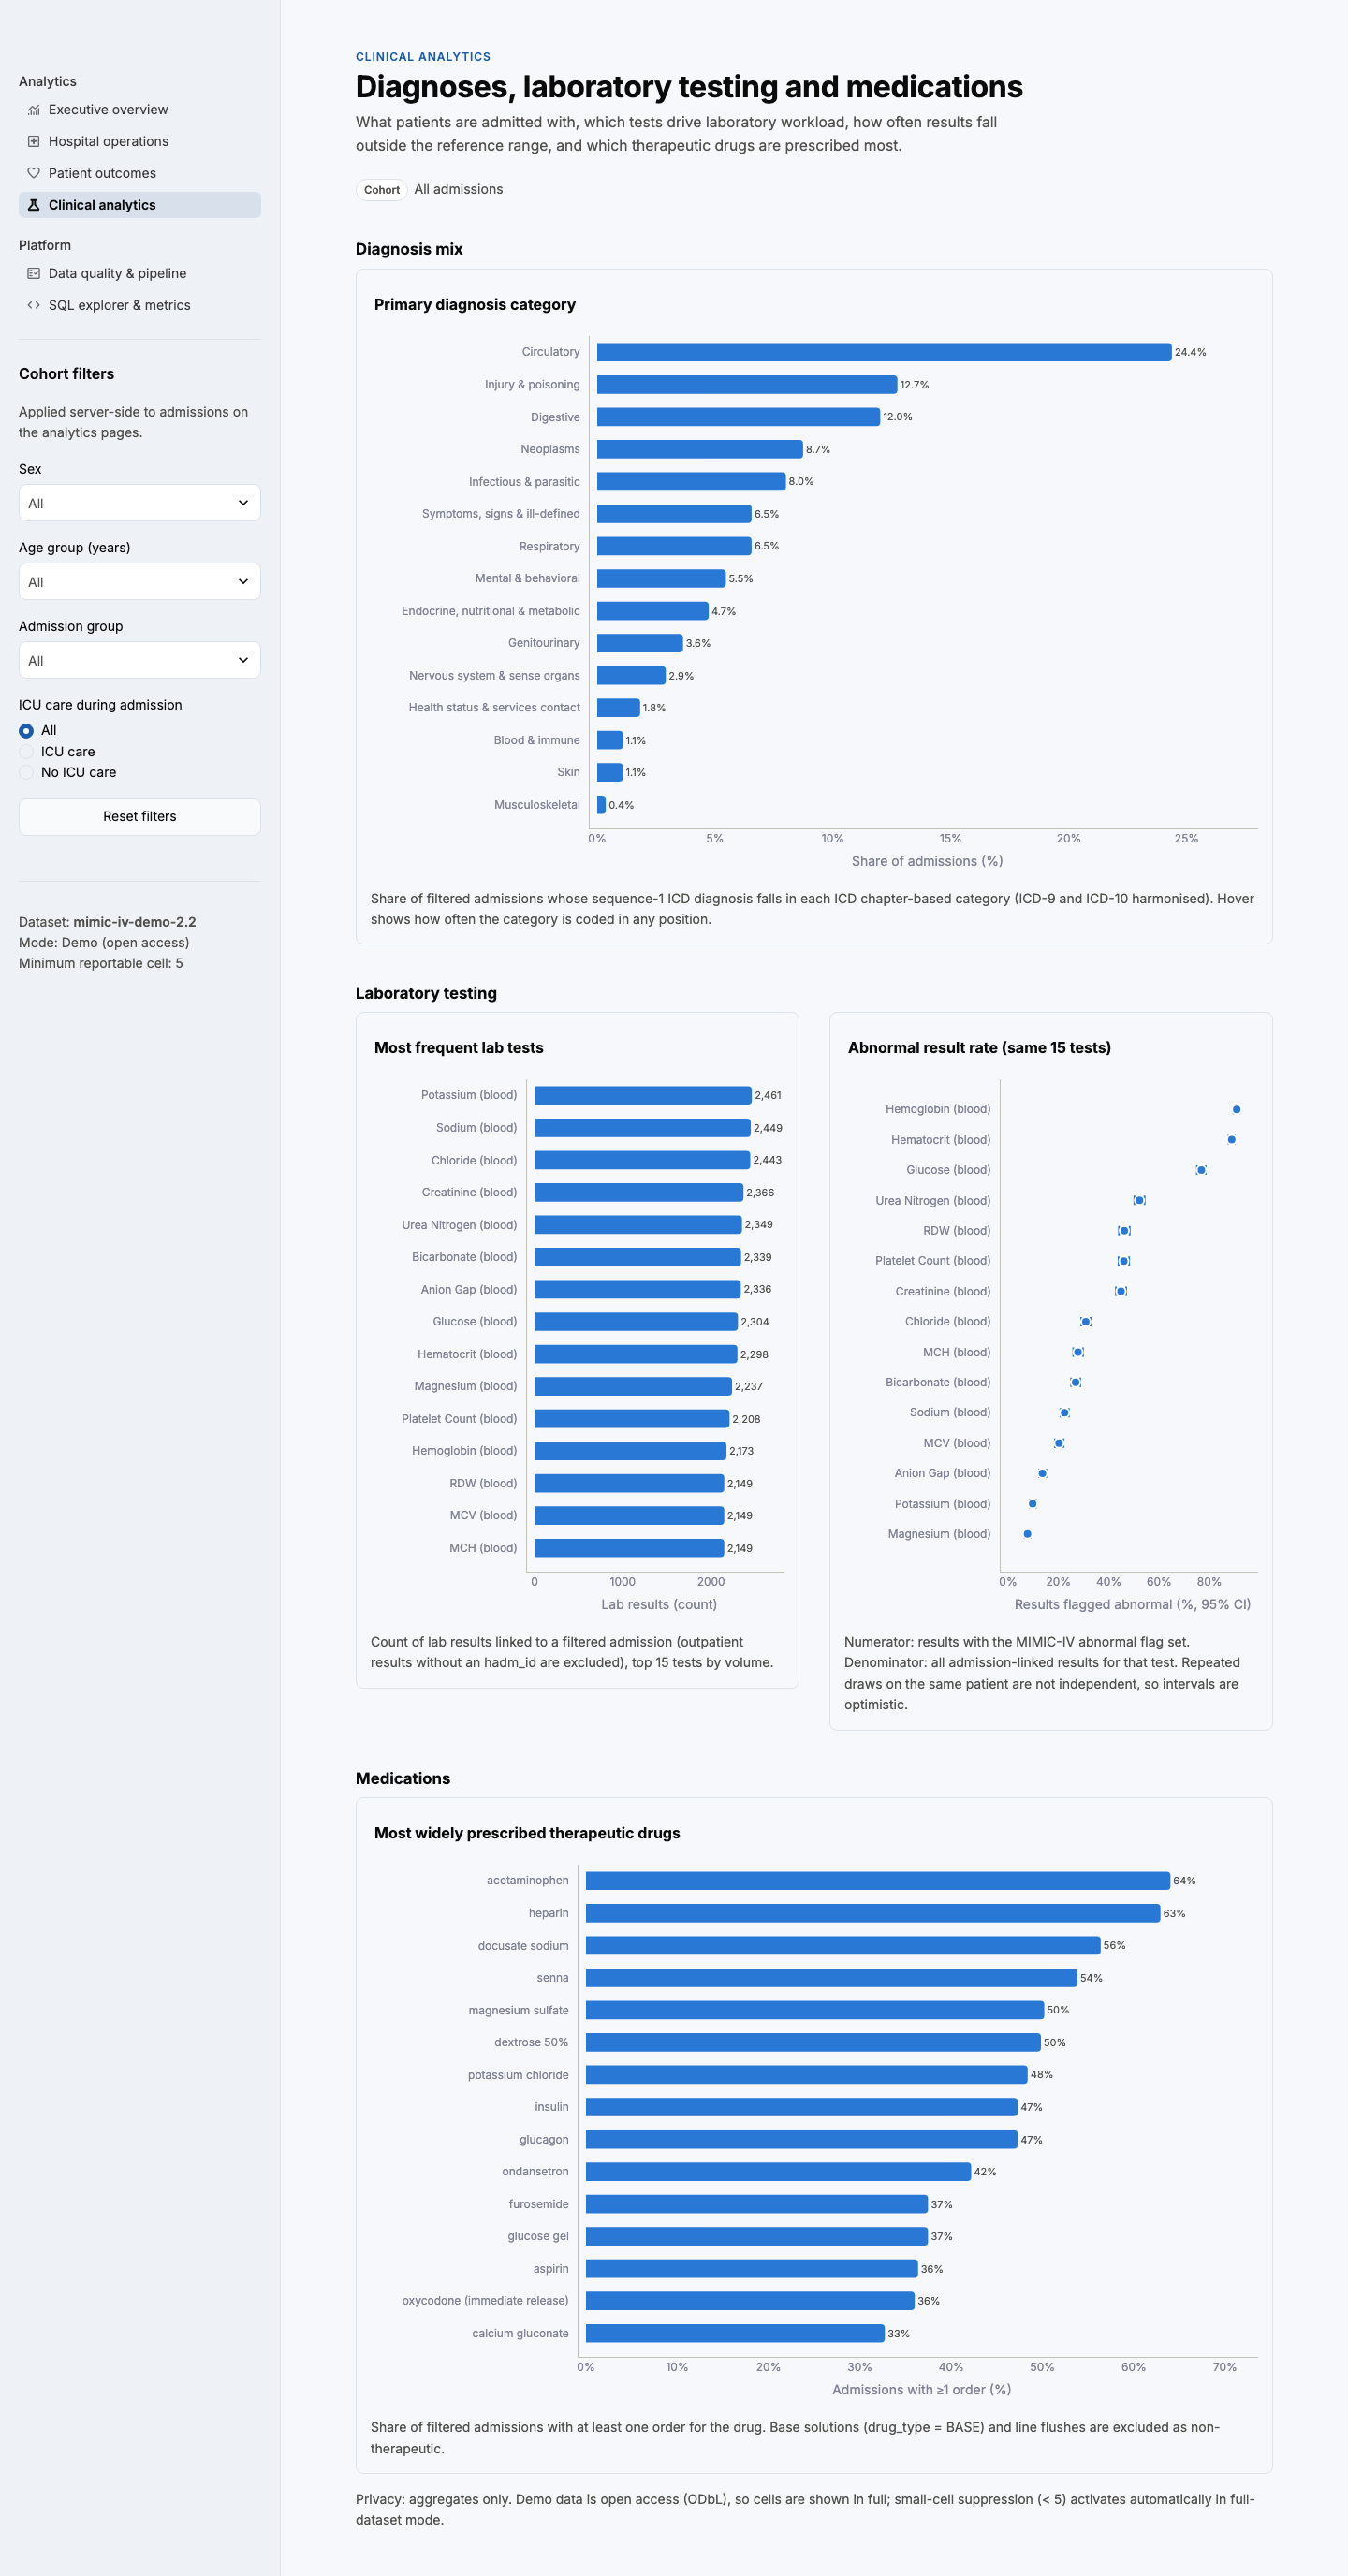 Analytics
Executive overview
Hospital operations
Patient outcomes
Clinical analytics
Platform
Data quality & pipeline
SQL explorer & metrics
Cohort filters
Applied server-side to admissions on
the analytics pages.
Sex
All
Age group (years)
All
Admission group
All
ICU care during admission
All
ICU care
No ICU care
Reset filters
Dataset: mimic-iv-demo-2.2
Mode: Demo (open access)
Minimum reportable cell: 5
CLINICAL ANALYTICS
Diagnoses, laboratory testing and medications
What patients are admitted with, which tests drive laboratory workload, how often results fall
outside the reference range, and which therapeutic drugs are prescribed most.
Cohort All admissions
Diagnosis mix
Primary diagnosis category
Circulatory 24.4%
Injury & poisoning 12.7%
Digestive 12.0%
Neoplasms 8.7%
Infectious & parasitic 8.0%
Symptoms, signs & ill-defined 6.5%
Respiratory 6.5%
Mental & behavioral 5.5%
Endocrine, nutritional & metabolic 4.7%
Genitourinary 3.6%
Nervous system & sense organs 2.9%
Health status & services contact 1.8%
Blood & immune 1.1%
Skin 1.1%
Musculoskeletal 0.4%
0% 5% 10% 15% 20% 25%
Share of admissions (%)
Share of filtered admissions whose sequence-1 ICD diagnosis falls in each ICD chapter-based category (ICD-9 and ICD-10 harmonised). Hover
shows how often the category is coded in any position.
Laboratory testing
Most frequent lab tests
Potassium (blood) 2,461
Sodium (blood) 2,449
Chloride (blood) 2,443
Creatinine (blood) 2,366
Urea Nitrogen (blood) 2,349
Bicarbonate (blood) 2,339
Anion Gap (blood) 2,336
Glucose (blood) 2,304
Hematocrit (blood) 2,298
Magnesium (blood) 2,237
Platelet Count (blood) 2,208
Hemoglobin (blood) 2,173
RDW (blood) 2,149
MCV (blood) 2,149
MCH (blood) 2,149
0 1000 2000
Lab results (count)
Count of lab results linked to a filtered admission (outpatient
results without an hadm_id are excluded), top 15 tests by volume.
Abnormal result rate (same 15 tests)
Hemoglobin (blood)
Hematocrit (blood)
Glucose (blood)
Urea Nitrogen (blood)
RDW (blood)
Platelet Count (blood)
Creatinine (blood)
Chloride (blood)
MCH (blood)
Bicarbonate (blood)
Sodium (blood)
MCV (blood)
Anion Gap (blood)
Potassium (blood)
Magnesium (blood)
0% 20% 40% 60% 80%
Results flagged abnormal (%, 95% CI)
Numerator: results with the MIMIC-IV abnormal flag set.
Denominator: all admission-linked results for that test. Repeated
draws on the same patient are not independent, so intervals are
optimistic.
Medications
Most widely prescribed therapeutic drugs
acetaminophen 64%
heparin 63%
docusate sodium 56%
senna 54%
magnesium sulfate 50%
dextrose 50% 50%
potassium chloride 48%
insulin 47%
glucagon 47%
ondansetron 42%
furosemide 37%
glucose gel 37%
aspirin 36%
oxycodone (immediate release) 36%
calcium gluconate 33%
0% 10% 20% 30% 40% 50% 60% 70%
Admissions with ≥1 order (%)
Share of filtered admissions with at least one order for the drug. Base solutions (drug_type = BASE) and line flushes are excluded as non-
therapeutic.
Privacy: aggregates only. Demo data is open access (ODbL), so cells are shown in full; small-cell suppression (< 5) activates automatically in full-
dataset mode.